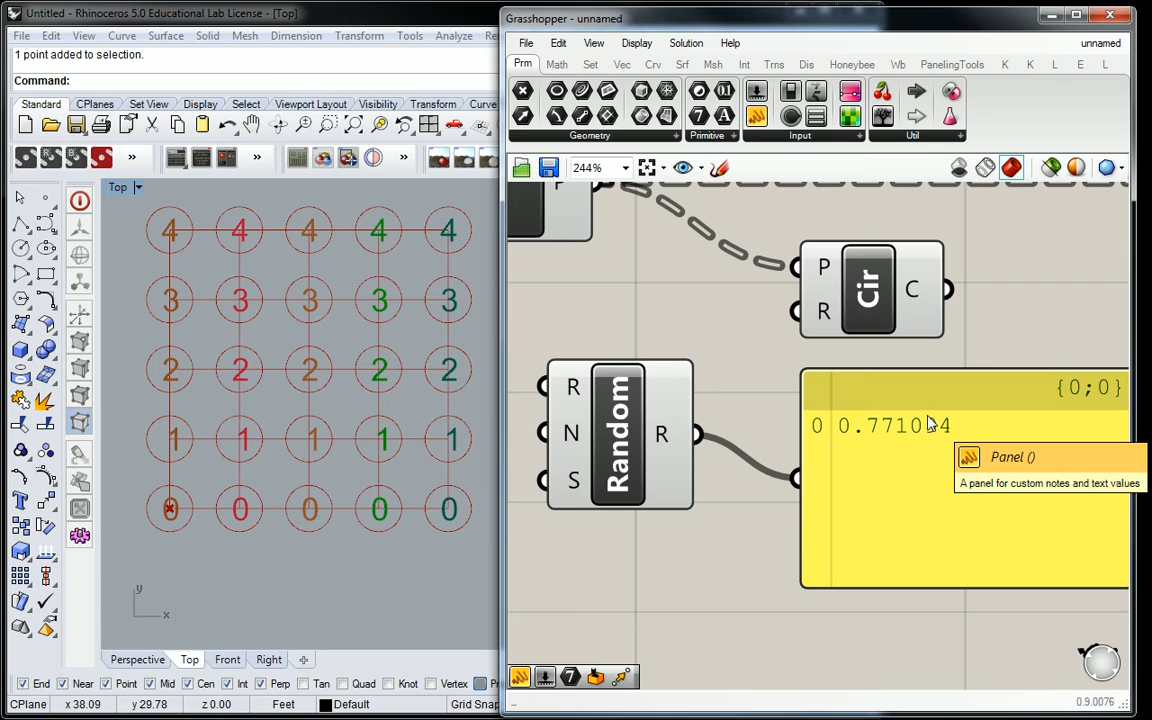 Untitled - Rhinoceros 5.0 Educational Lab License - [Top]
File Edit View Curve Surface Solid Mesh Dimension Transform Tools Analyze
1 point added to selection.
Command:
Standard CPlanes Set View Display Select Viewport Layout Visibility Transform Curve
Top
4 4 4 4 4
3 3 3 3 3
2 2 2 2 2
1 1 1 1 1
0 0 0 0 0
y
x
Perspective Top Front Right
End Near Point Mid Cen Int Perp Tan Quad Knot Vertex
CPlane x 38.09 y 29.78 z 0.00 Feet Default Grid Snap
Grasshopper - unnamed
File Edit View Display Solution Help unnamed
Prm Math Set Vec Crv Srf Msh Int Trns Dis Honeybee Wb PanelingTools K K L E L
Geometry Primitive Input Util
244%
P
P
R
Cir
C
R
N
S
Random
R
{0;0}
0
Panel ()
A panel for custom notes and text values
0.9.0076